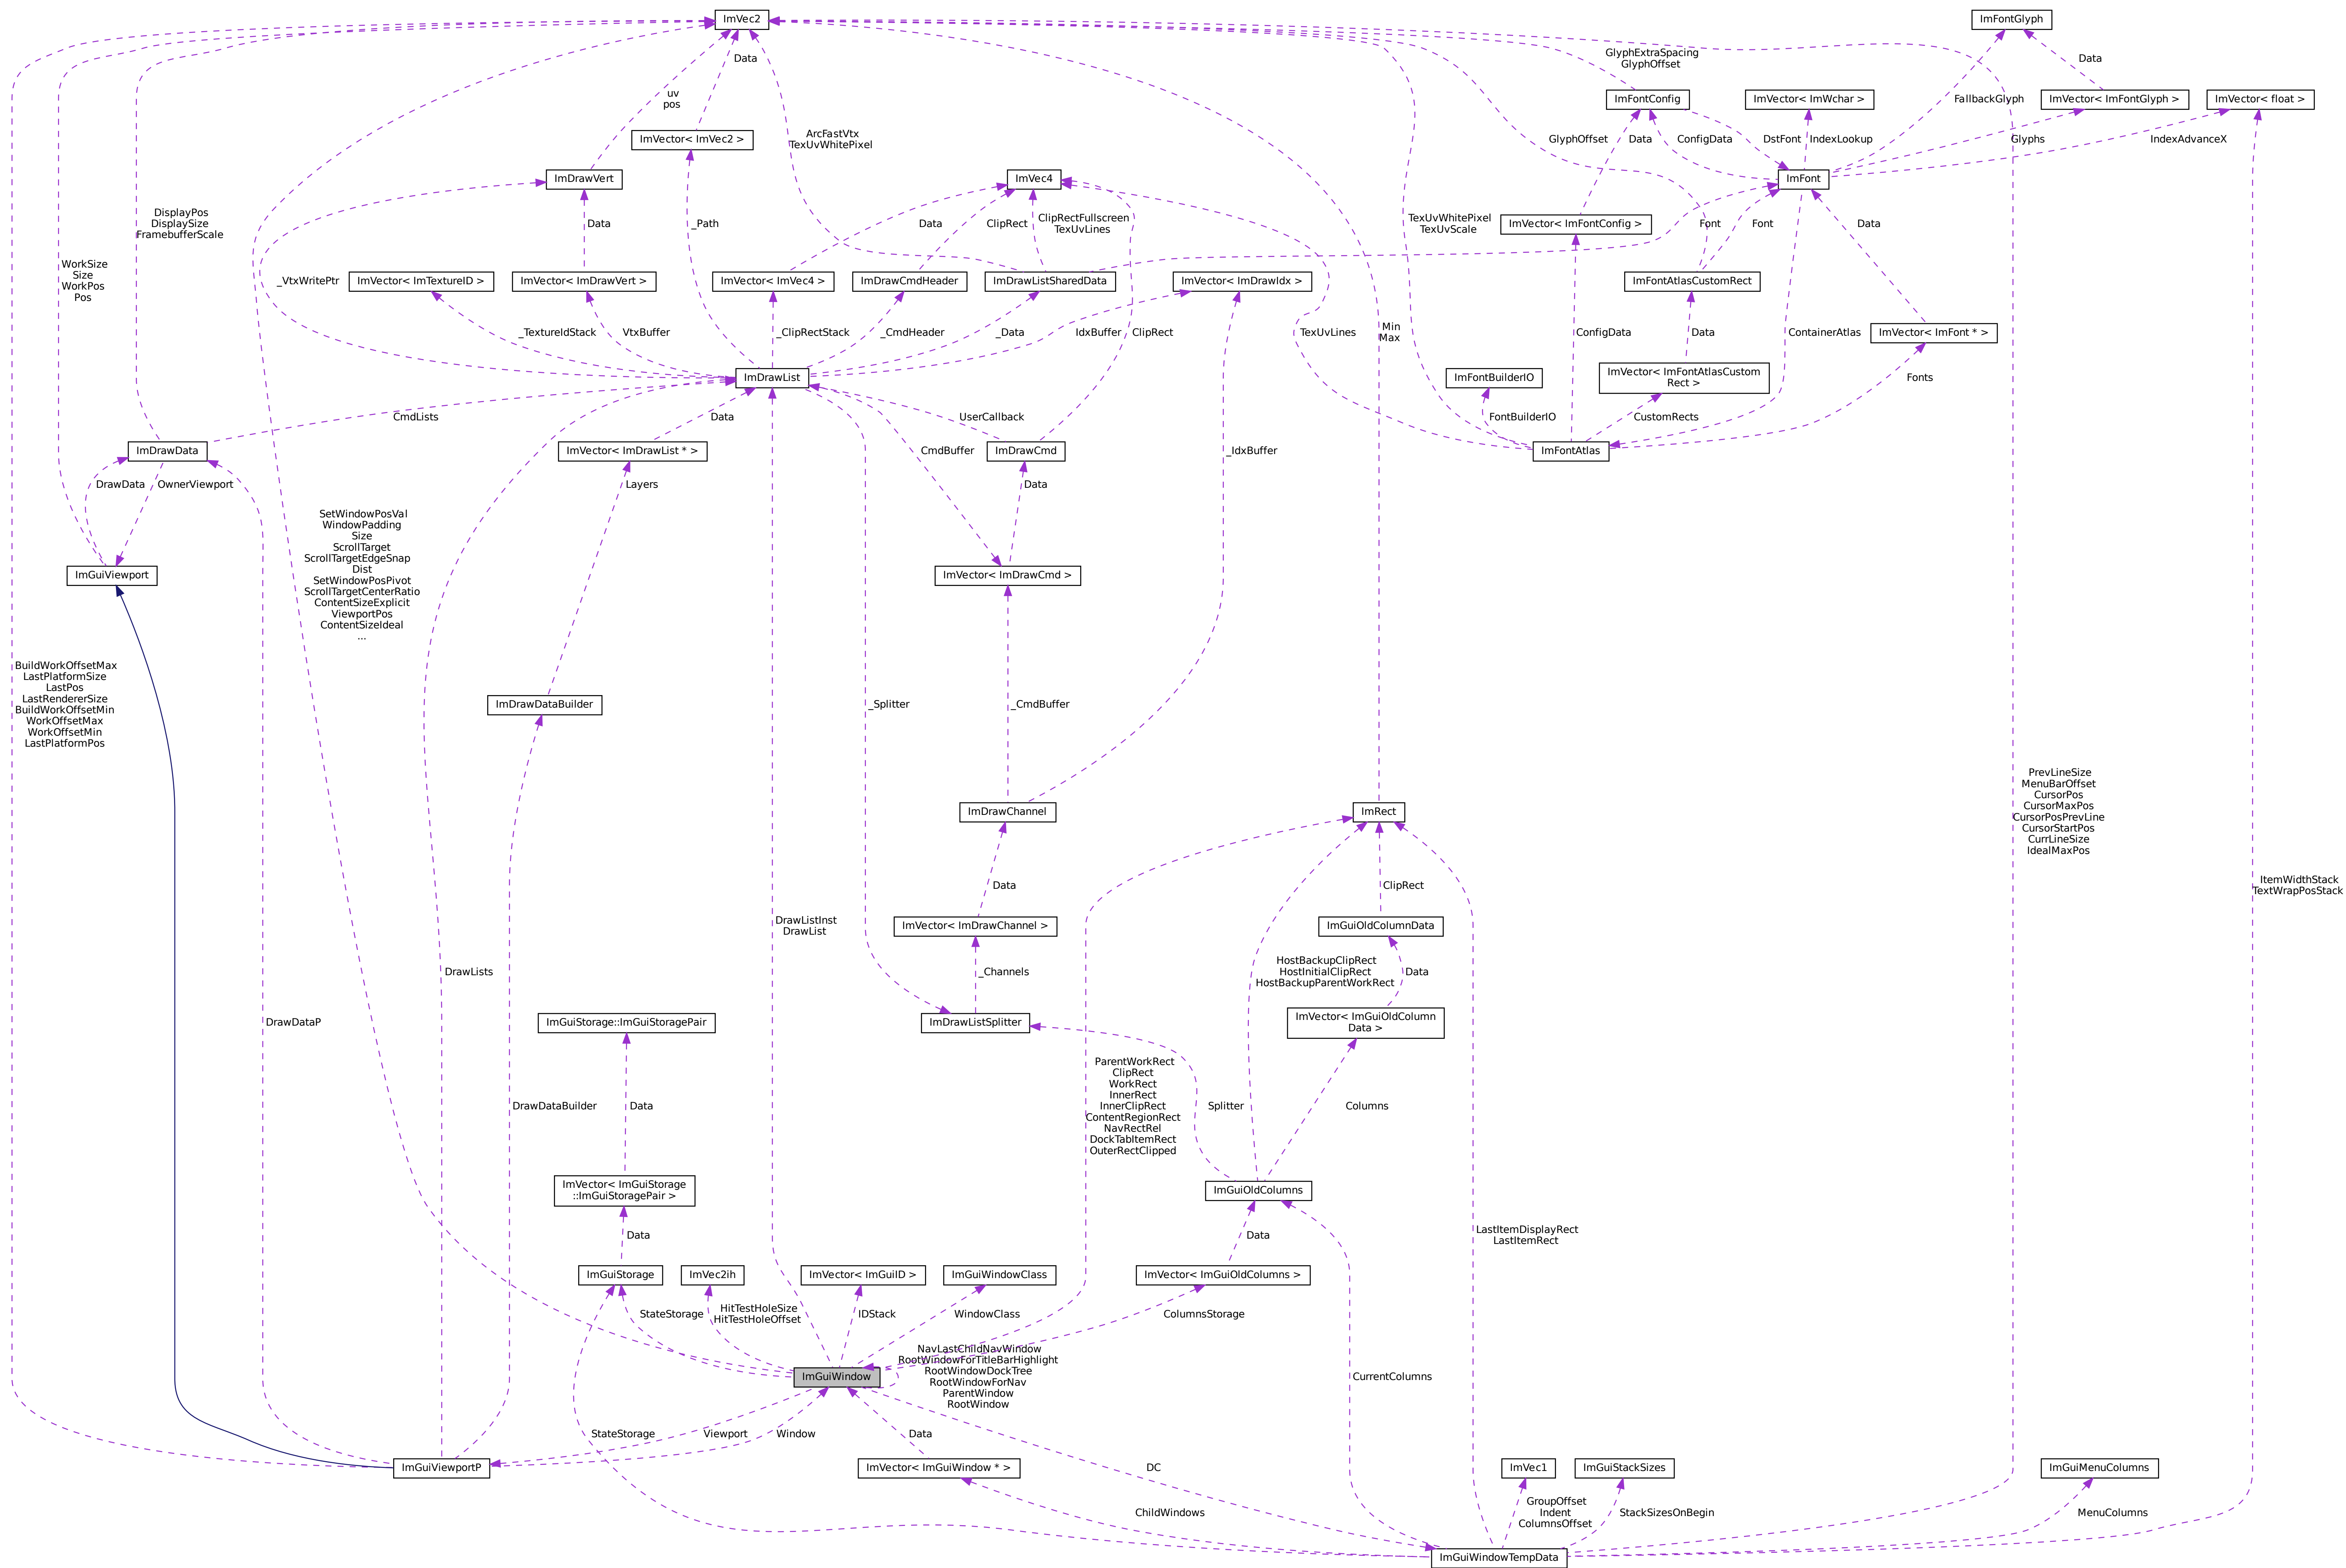 ImVec2
ImFontGlyph
Data
GlyphExtraSpacing
GlyphOffset
Data
uv
pos
ImFontConfig
ImVector< ImWchar >
ImVector< ImFontGlyph >
ImVector< float >
FallbackGlyph
ArcFastVtx
TexUvWhitePixel
ImVector< ImVec2 >
GlyphOffset
Data
ConfigData
DstFont
IndexLookup
Glyphs
IndexAdvanceX
ImDrawVert
ImVec4
ImFont
DisplayPos
DisplaySize
FramebufferScale
Data
_Path
Data
ClipRect
ClipRectFullscreen
TexUvLines
TexUvWhitePixel
TexUvScale
ImVector< ImFontConfig >
Font
Font
Data
WorkSize
Size
WorkPos
Pos
_VtxWritePtr
ImVector< ImTextureID >
ImVector< ImDrawVert >
ImVector< ImVec4 >
ImDrawCmdHeader
ImDrawListSharedData
ImVector< ImDrawIdx >
ImFontAtlasCustomRect
_TextureIdStack
VtxBuffer
_ClipRectStack
_CmdHeader
_Data
IdxBuffer
ClipRect
TexUvLines
Min
Max
ConfigData
Data
ContainerAtlas
ImVector< ImFont * >
ImDrawList
ImFontBuilderIO
ImVector< ImFontAtlasCustom
Rect >
Fonts
CmdLists
Data
UserCallback
FontBuilderIO
CustomRects
ImDrawData
ImVector< ImDrawList * >
CmdBuffer
ImDrawCmd
_IdxBuffer
ImFontAtlas
DrawData
OwnerViewport
Layers
Data
SetWindowPosVal
WindowPadding
Size
ScrollTarget
ScrollTargetEdgeSnap
Dist
SetWindowPosPivot
ScrollTargetCenterRatio
ContentSizeExplicit
ViewportPos
ContentSizeIdeal
...
ImGuiViewport
ImVector< ImDrawCmd >
BuildWorkOffsetMax
LastPlatformSize
LastPos
LastRendererSize
BuildWorkOffsetMin
WorkOffsetMax
WorkOffsetMin
LastPlatformPos
ImDrawDataBuilder
_Splitter
_CmdBuffer
ImDrawChannel
ImRect
PrevLineSize
MenuBarOffset
CursorPos
CursorMaxPos
CursorPosPrevLine
CursorStartPos
CurrLineSize
IdealMaxPos
Data
ClipRect
ItemWidthStack
TextWrapPosStack
DrawListInst
DrawList
ImVector< ImDrawChannel >
ImGuiOldColumnData
DrawLists
_Channels
HostBackupClipRect
HostInitialClipRect
HostBackupParentWorkRect
Data
DrawDataP
ImGuiStorage::ImGuiStoragePair
ImDrawListSplitter
ImVector< ImGuiOldColumn
Data >
ParentWorkRect
ClipRect
WorkRect
InnerRect
InnerClipRect
ContentRegionRect
NavRectRel
DockTabItemRect
OuterRectClipped
DrawDataBuilder
Data
Splitter
Columns
ImVector< ImGuiStorage
::ImGuiStoragePair >
ImGuiOldColumns
Data
Data
LastItemDisplayRect
LastItemRect
ImGuiStorage
ImVec2ih
ImVector< ImGuiID >
ImGuiWindowClass
ImVector< ImGuiOldColumns >
StateStorage
HitTestHoleSize
HitTestHoleOffset
IDStack
WindowClass
ColumnsStorage
ImGuiWindow
NavLastChildNavWindow
RootWindowForTitleBarHighlight
RootWindowDockTree
RootWindowForNav
ParentWindow
RootWindow
CurrentColumns
StateStorage
Viewport
Window
Data
ImGuiViewportP
ImVector< ImGuiWindow * >
DC
ImVec1
ImGuiStackSizes
ImGuiMenuColumns
ChildWindows
GroupOffset
Indent
ColumnsOffset
StackSizesOnBegin
MenuColumns
ImGuiWindowTempData